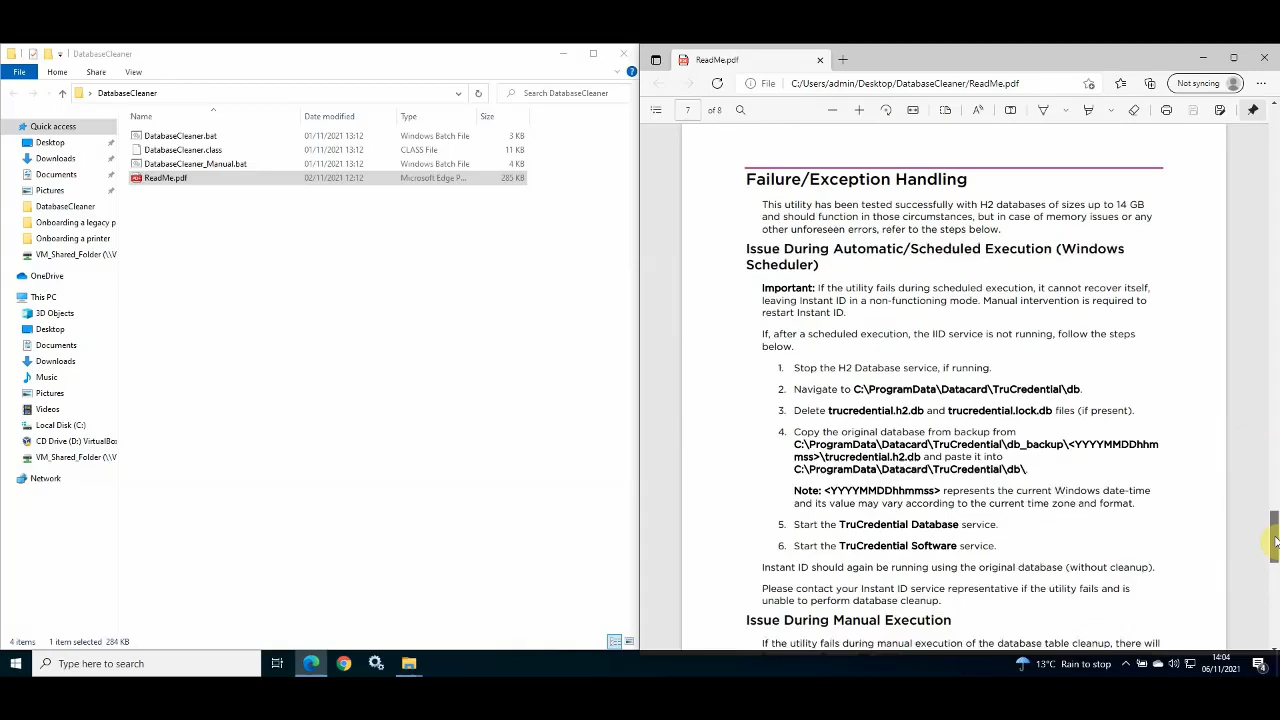 DatabaseCleaner
File
Home
Share
View
DatabaseCleaner
Search DatabaseCleaner
Name
Date modified
Type
Size
Quick access
Desktop
Downloads
Documents
Pictures
DatabaseCleaner
Onboarding a legacy p
Onboarding a printer
VM_Shared_Folder (\\V
OneDrive
This PC
3D Objects
Desktop
Documents
Downloads
Music
Pictures
Videos
Local Disk (C:)
CD Drive (D:) VirtualBo
VM_Shared_Folder (\\V
Network
DatabaseCleaner.bat 01/11/2021 13:12 Windows Batch File 3 KB
DatabaseCleaner.class 01/11/2021 13:12 CLASS File 11 KB
DatabaseCleaner_Manual.bat 01/11/2021 13:12 Windows Batch File 4 KB
ReadMe.pdf 02/11/2021 12:12 Microsoft Edge P... 285 KB
4 items 1 item selected 284 KB
ReadMe.pdf
File C:/Users/admin/Desktop/DatabaseCleaner/ReadMe.pdf
Not syncing
7 of 8
Failure/Exception Handling
This utility has been tested successfully with H2 databases of sizes up to 14 GB
and should function in those circumstances, but in case of memory issues or any
other unforeseen errors, refer to the steps below.
Issue During Automatic/Scheduled Execution (Windows
Scheduler)
Important: If the utility fails during scheduled execution, it cannot recover itself,
leaving Instant ID in a non-functioning mode. Manual intervention is required to
restart Instant ID.
If, after a scheduled execution, the IID service is not running, follow the steps
below.
1. Stop the H2 Database service, if running.
2. Navigate to C:\ProgramData\Datacard\TruCredential\db.
3. Delete trucredential.h2.db and trucredential.lock.db files (if present).
4. Copy the original database from backup from
C:\ProgramData\Datacard\TruCredential\db_backup\<YYYYMMDDhhm
mss>\trucredential.h2.db and paste it into
C:\ProgramData\Datacard\TruCredential\db\.
Note: <YYYYMMDDhhmmss> represents the current Windows date-time
and its value may vary according to the current time zone and format.
5. Start the TruCredential Database service.
6. Start the TruCredential Software service.
Instant ID should again be running using the original database (without cleanup).
Please contact your Instant ID service representative if the utility fails and is
unable to perform database cleanup.
Issue During Manual Execution
If the utility fails during manual execution of the database table cleanup, there will
Type here to search
13°C Rain to stop
14:04
06/11/2021
4